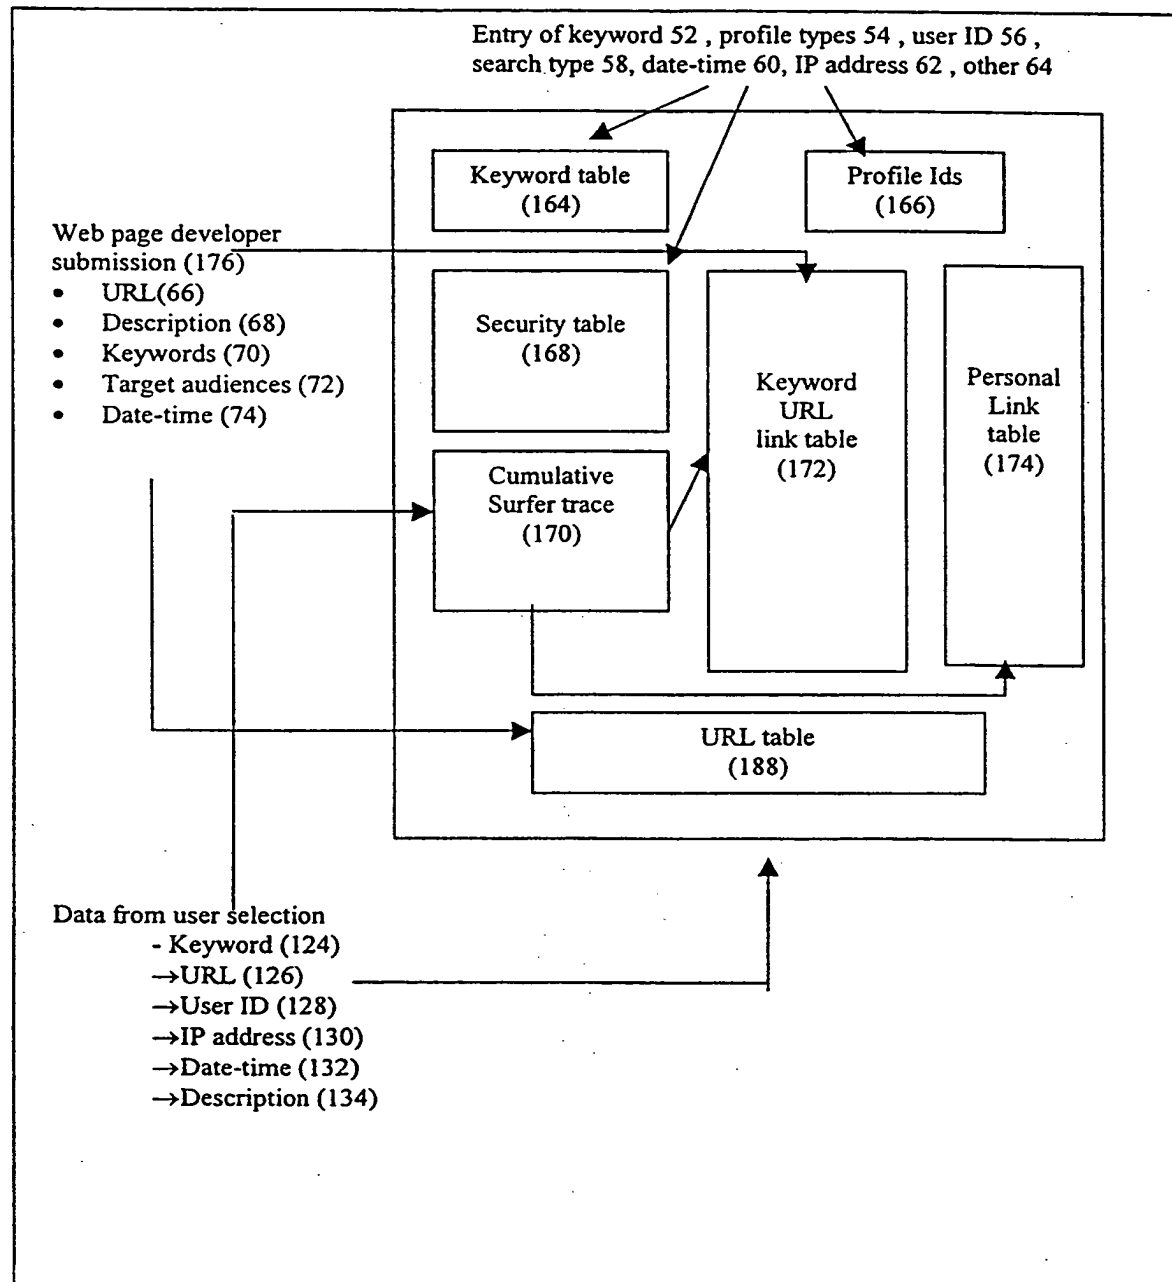 Entry of keyword 52 , profile types 54 , user ID 56 ,
search type 58, date-time 60, IP address 62 , other 64
Keyword table
(164)
Profile Ids
(166)
Web page developer
submission (176)
• URL(66)
• Description (68)
• Keywords (70)
• Target audiences (72)
• Date-time (74)
Security table
(168)
Keyword
URL
link table
(172)
Personal
Link
table
(174)
Cumulative
Surfer trace
(170)
URL table
(188)
Data from user selection
- Keyword (124)
→URL (126)
→User ID (128)
→IP address (130)
→Date-time (132)
→Description (134)